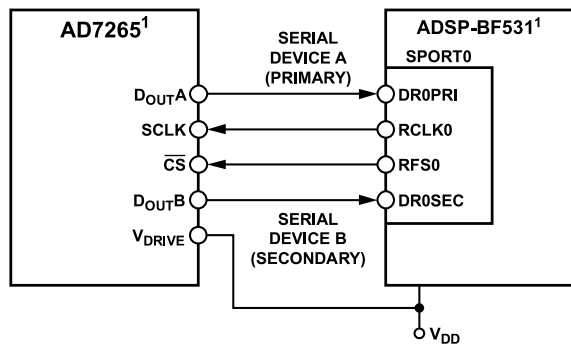 AD7265¹
ADSP-BF531¹
SERIAL
DEVICE A
(PRIMARY)
SPORT0
DOUTA
DR0PRI
SCLK
RCLK0
CS
RFS0
DOUTB
DR0SEC
SERIAL
DEVICE B
(SECONDARY)
VDRIVE
VDD